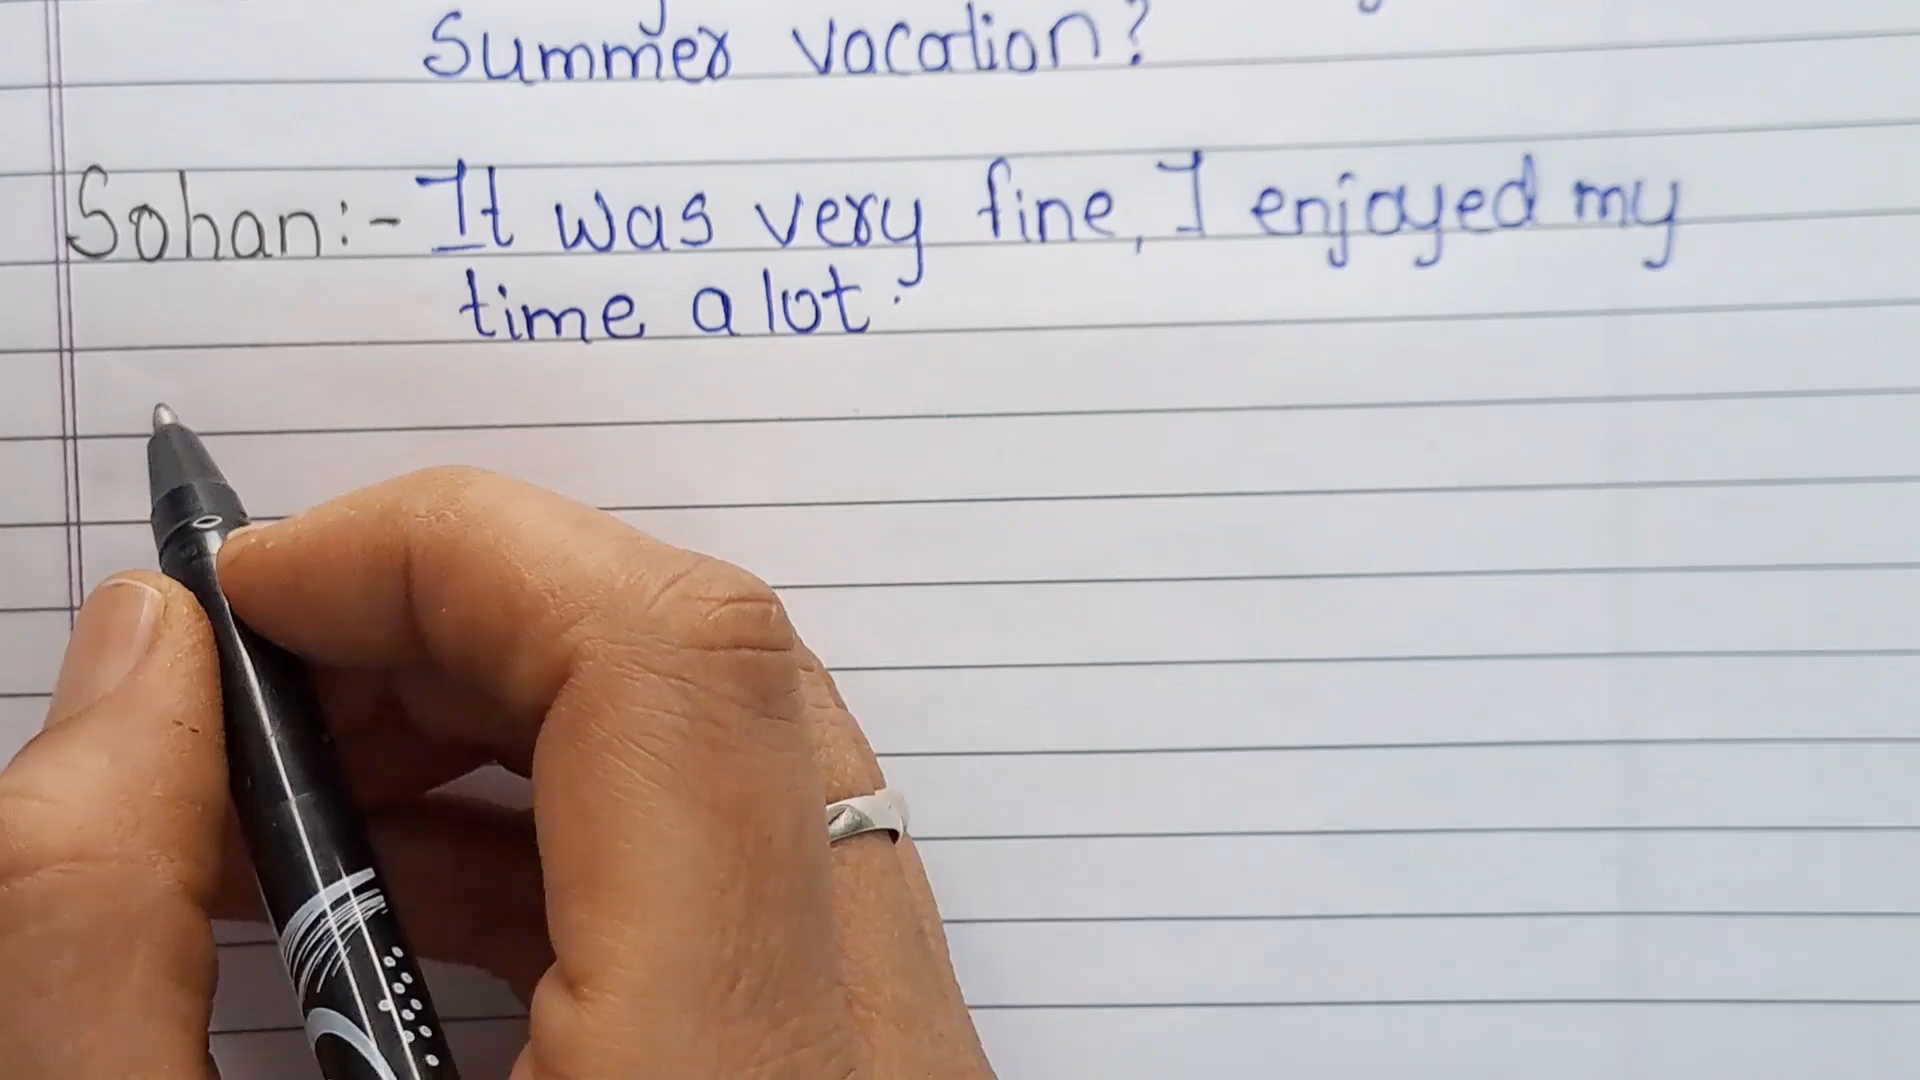 Summer vacation?
Sohan:- It was very fine, I enjoyed my
time a lot.